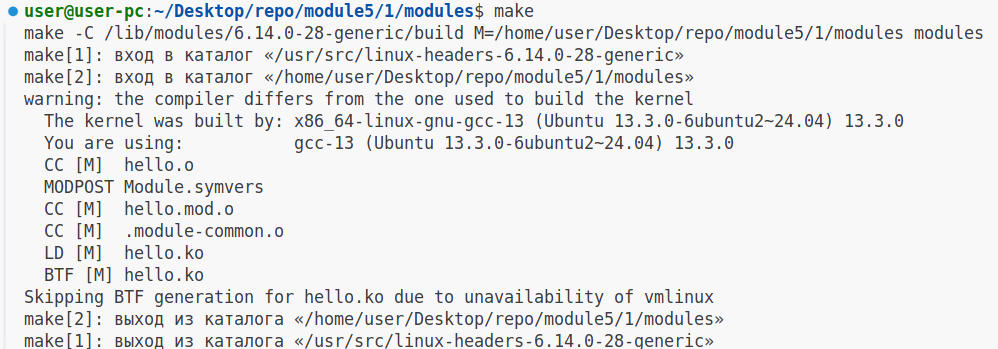 user@user-pc:~/Desktop/repo/module5/1/modules$ make
make -C /lib/modules/6.14.0-28-generic/build M=/home/user/Desktop/repo/module5/1/modules modules
make[1]: вход в каталог «/usr/src/linux-headers-6.14.0-28-generic»
make[2]: вход в каталог «/home/user/Desktop/repo/module5/1/modules»
warning: the compiler differs from the one used to build the kernel
  The kernel was built by: x86_64-linux-gnu-gcc-13 (Ubuntu 13.3.0-6ubuntu2~24.04) 13.3.0
  You are using:           gcc-13 (Ubuntu 13.3.0-6ubuntu2~24.04) 13.3.0
  CC [M]  hello.o
  MODPOST Module.symvers
  CC [M]  hello.mod.o
  CC [M]  .module-common.o
  LD [M]  hello.ko
  BTF [M] hello.ko
Skipping BTF generation for hello.ko due to unavailability of vmlinux
make[2]: выход из каталога «/home/user/Desktop/repo/module5/1/modules»
make[1]: выход из каталога «/usr/src/linux-headers-6.14.0-28-generic»